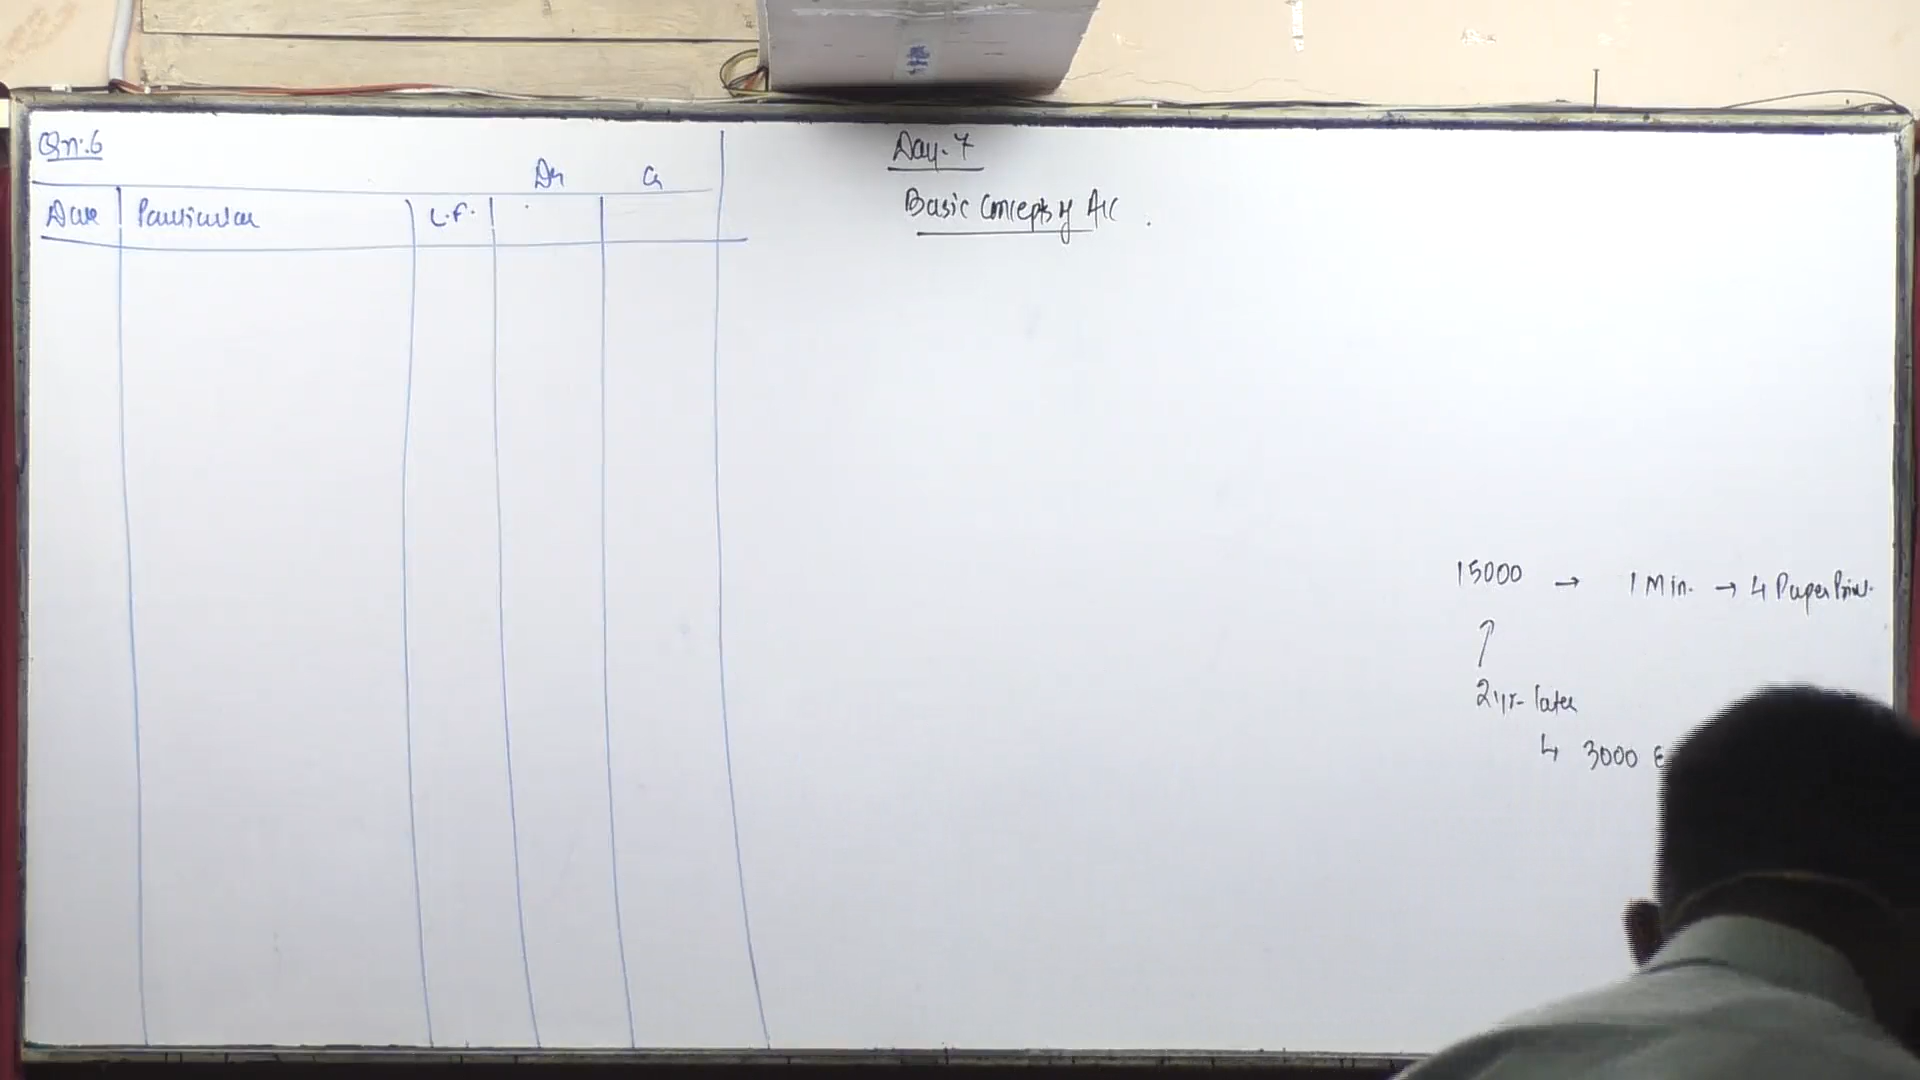 Qn:6
Dr Cr
Date Particular L.F.
Day-7
Basic Concepts of A/C
15000 → 1 Min. → 4 Paper Print.
↑
2 yr- later
↳ 3000